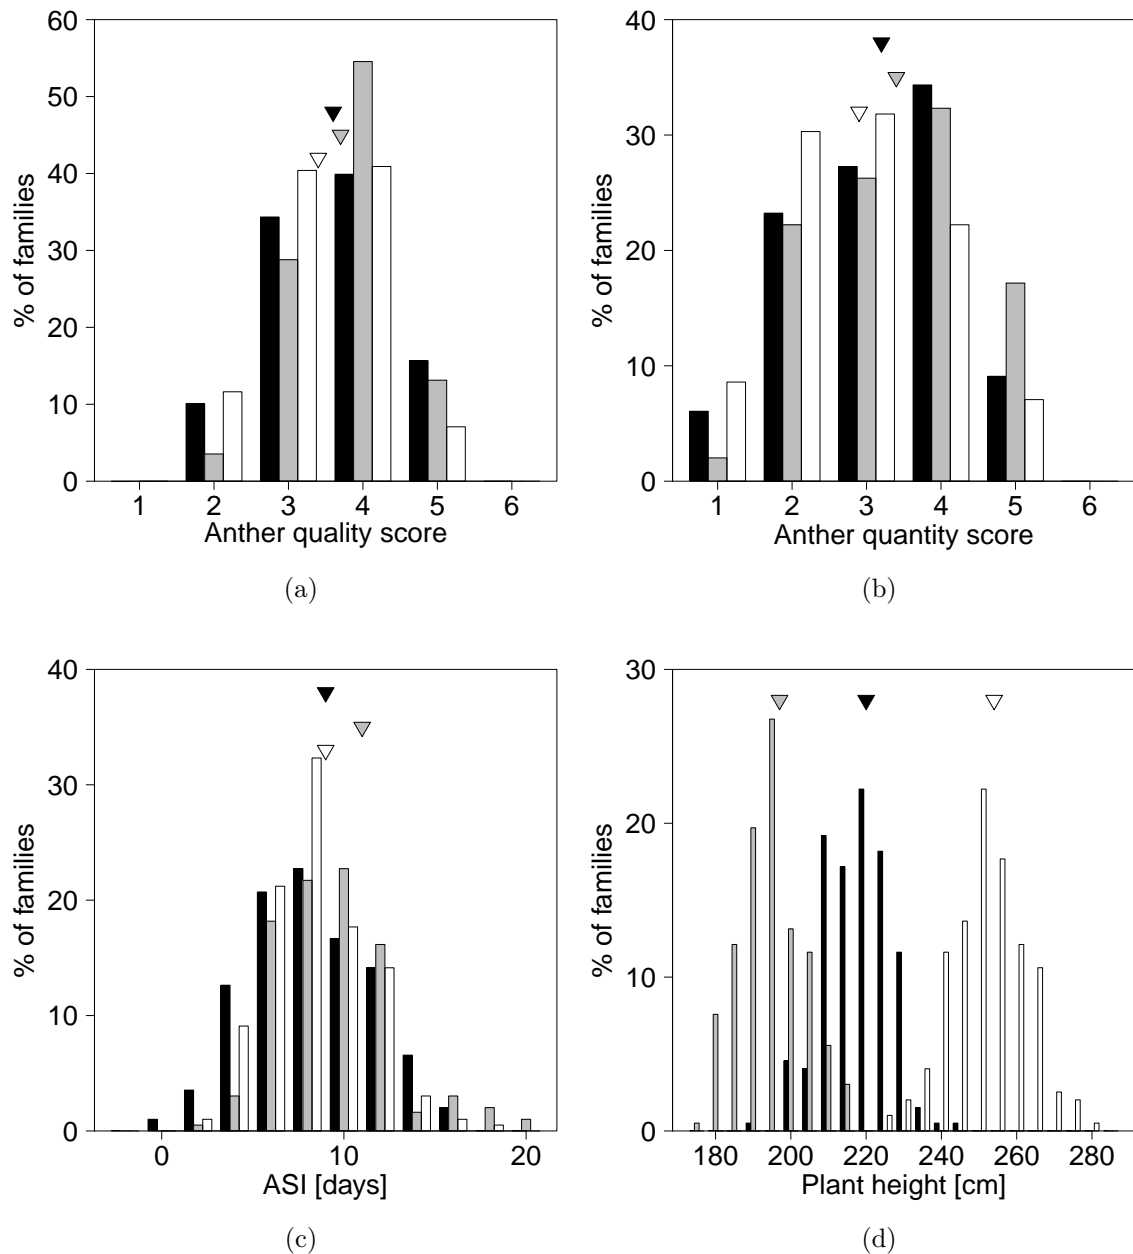 60
50
40
30
20
10
0
% of families
1 2 3 4 5 6
Anther quality score
(a)
40
30
20
10
0
% of families
1 2 3 4 5 6
Anther quantity score
(b)
40
30
20
10
0
% of families
0 10 20
ASI [days]
(c)
30
20
10
0
% of families
180 200 220 240 260 280
Plant height [cm]
(d)